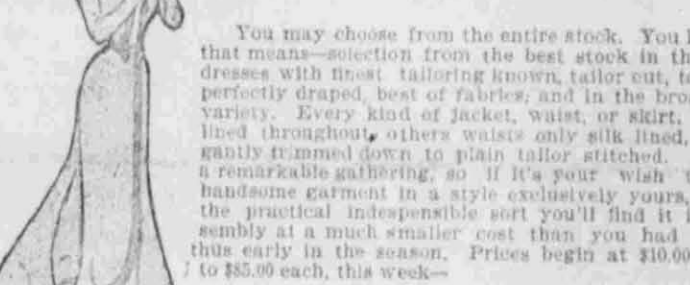 You may choose from the entire stock. You
that means—selection from the best stock in
dresses with finest tailoring known, tailor cut,
perfectly draped, best of fabrics, and in the
variety. Every kind of jacket, waist, or skirt.
lined throughout, others waists only silk lined,
trimmed down to plain tailor stitched.
a remarkable gathering, so if it's your wish
handsome garment in a style exclusively yours,
the practical indespensible sort you'll find it
at a much smaller cost than you had
thus early in the season. Prices begin at $10.00
to $85.00 each, this week—